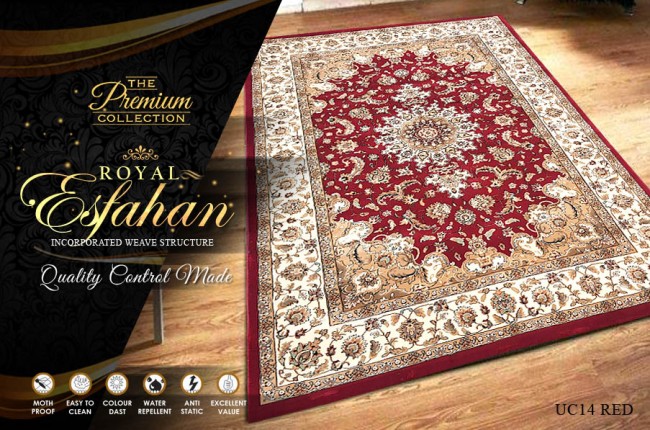 THE
Premium
COLLECTION
ROYAL
Esfahan
INCORPORATED WEAVE STRUCTURE
Quality Control Made
MOTH PROOF
EASY TO CLEAN
COLOUR DAST
WATER REPELLENT
ANTI STATIC
EXCELLENT VALUE
UC14 RED